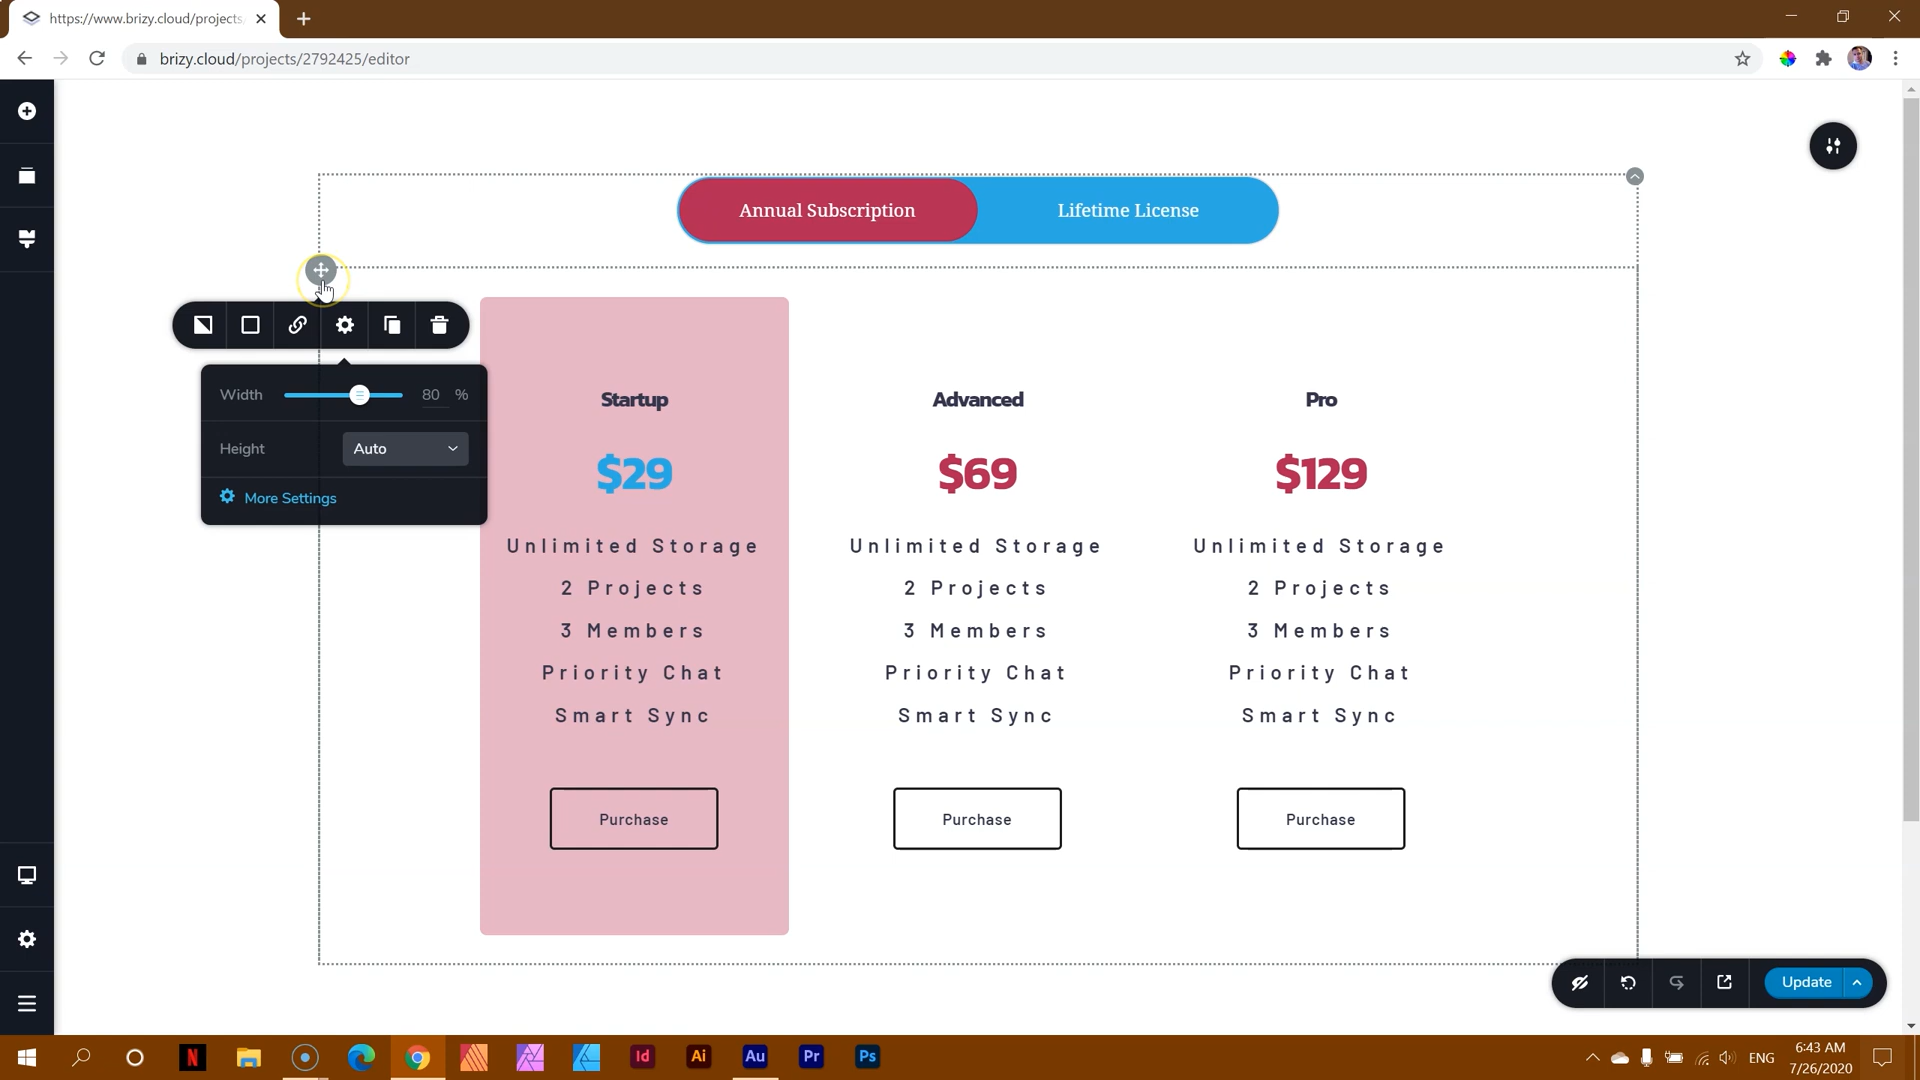 https://www.brizy.cloud/projects
brizy.cloud/projects/2792425/editor
Annual Subscription
Lifetime License
Width
80 %
Height
Auto
More Settings
Startup
$29
Unlimited Storage
2 Projects
3 Members
Priority Chat
Smart Sync
Purchase
Advanced
$69
Unlimited Storage
2 Projects
3 Members
Priority Chat
Smart Sync
Purchase
Pro
$129
Unlimited Storage
2 Projects
3 Members
Priority Chat
Smart Sync
Purchase
Update
N
Id
Ai
Au
Pr
Ps
ENG
6:43 AM
7/26/2020